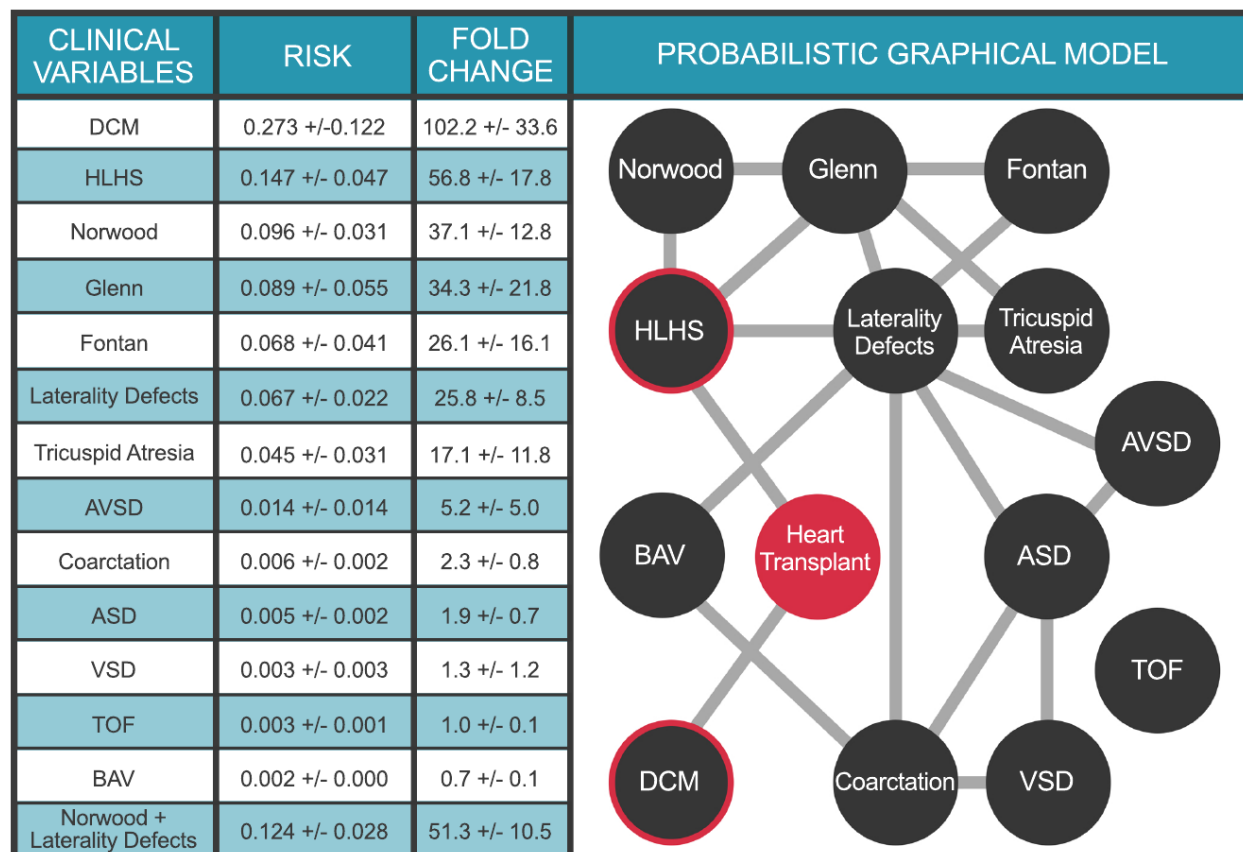 CLINICAL
VARIABLES
RISK
FOLD
CHANGE
PROBABILISTIC GRAPHICAL MODEL
DCM 0.273 +/-0.122 102.2 +/- 33.6
HLHS 0.147 +/- 0.047 56.8 +/- 17.8
Norwood 0.096 +/- 0.031 37.1 +/- 12.8
Glenn 0.089 +/- 0.055 34.3 +/- 21.8
Fontan 0.068 +/- 0.041 26.1 +/- 16.1
Laterality Defects 0.067 +/- 0.022 25.8 +/- 8.5
Tricuspid Atresia 0.045 +/- 0.031 17.1 +/- 11.8
AVSD 0.014 +/- 0.014 5.2 +/- 5.0
Coarctation 0.006 +/- 0.002 2.3 +/- 0.8
ASD 0.005 +/- 0.002 1.9 +/- 0.7
VSD 0.003 +/- 0.003 1.3 +/- 1.2
TOF 0.003 +/- 0.001 1.0 +/- 0.1
BAV 0.002 +/- 0.000 0.7 +/- 0.1
Norwood +
Laterality Defects 0.124 +/- 0.028 51.3 +/- 10.5
Norwood Glenn Fontan
HLHS
Laterality
Defects
Tricuspid
Atresia
AVSD
BAV
Heart
Transplant
ASD
TOF
DCM Coarctation VSD